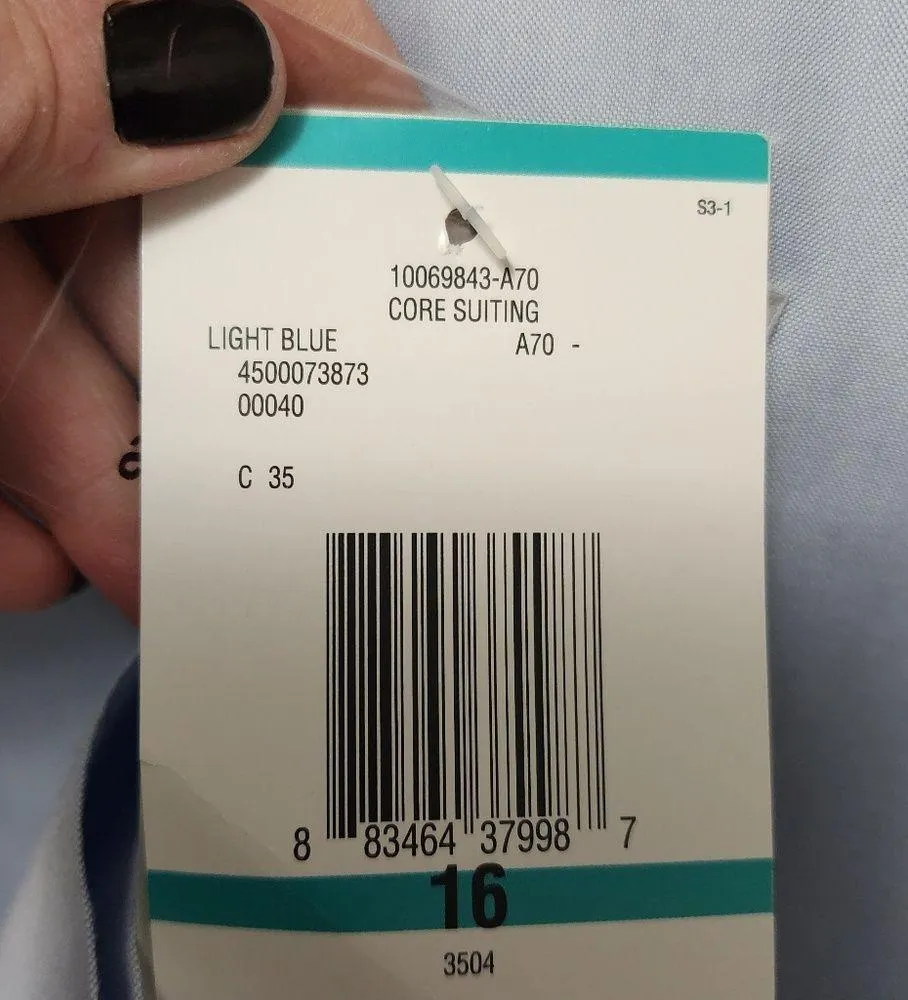 S3-1
10069843-A70
CORE SUITING
LIGHT BLUE A70 -
4500073873
00040
C 35
8 83464 37998 7
16
3504